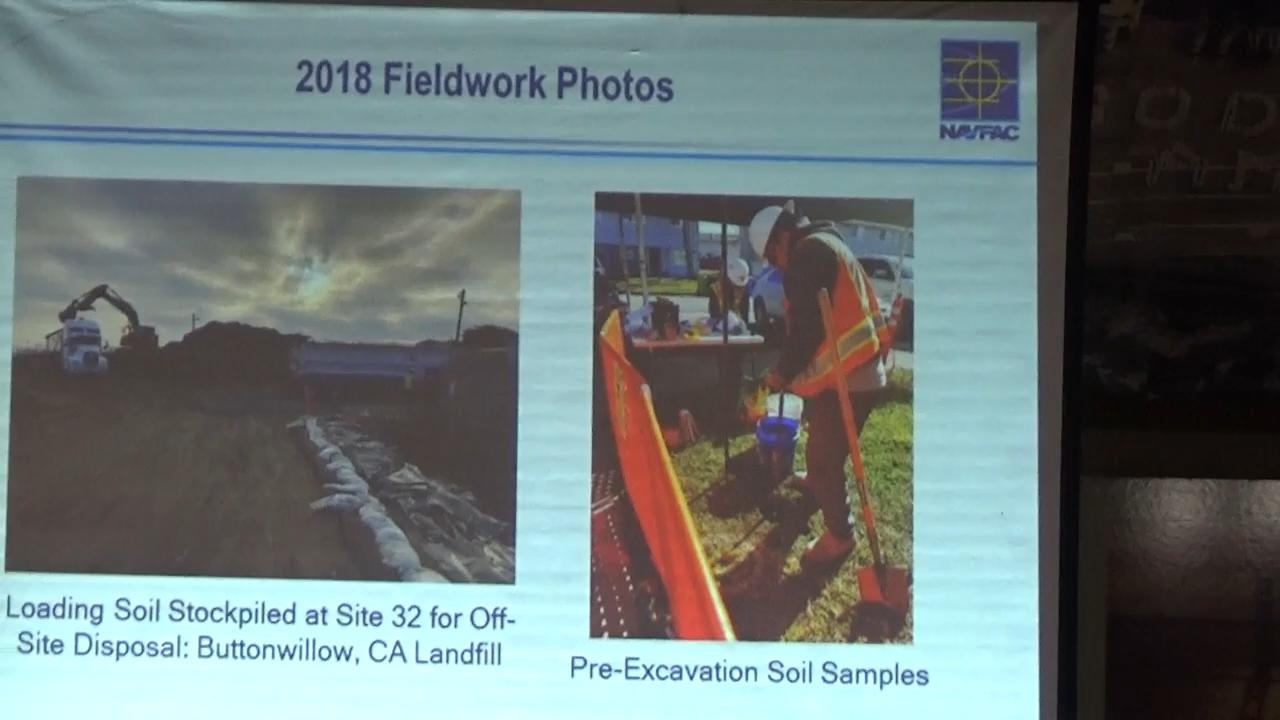 2018 Fieldwork Photos
NAVFAC
Loading Soil Stockpiled at Site 32 for Off-
Site Disposal: Buttonwillow, CA Landfill
Pre-Excavation Soil Samples